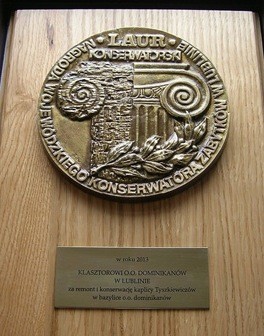 · LAUR ·
KONSERWATORSKI
NAGRODA WOJEWÓDZKIEGO KONSERWATORA ZABYTKÓW W LUBLINIE
w roku 2011
KLASZTOROWI O.O. DOMINIKANÓW
W LUBLINIE
za remont i konserwację kaplicy Tyszkiewiczów
w bazylice o.o. dominikanów